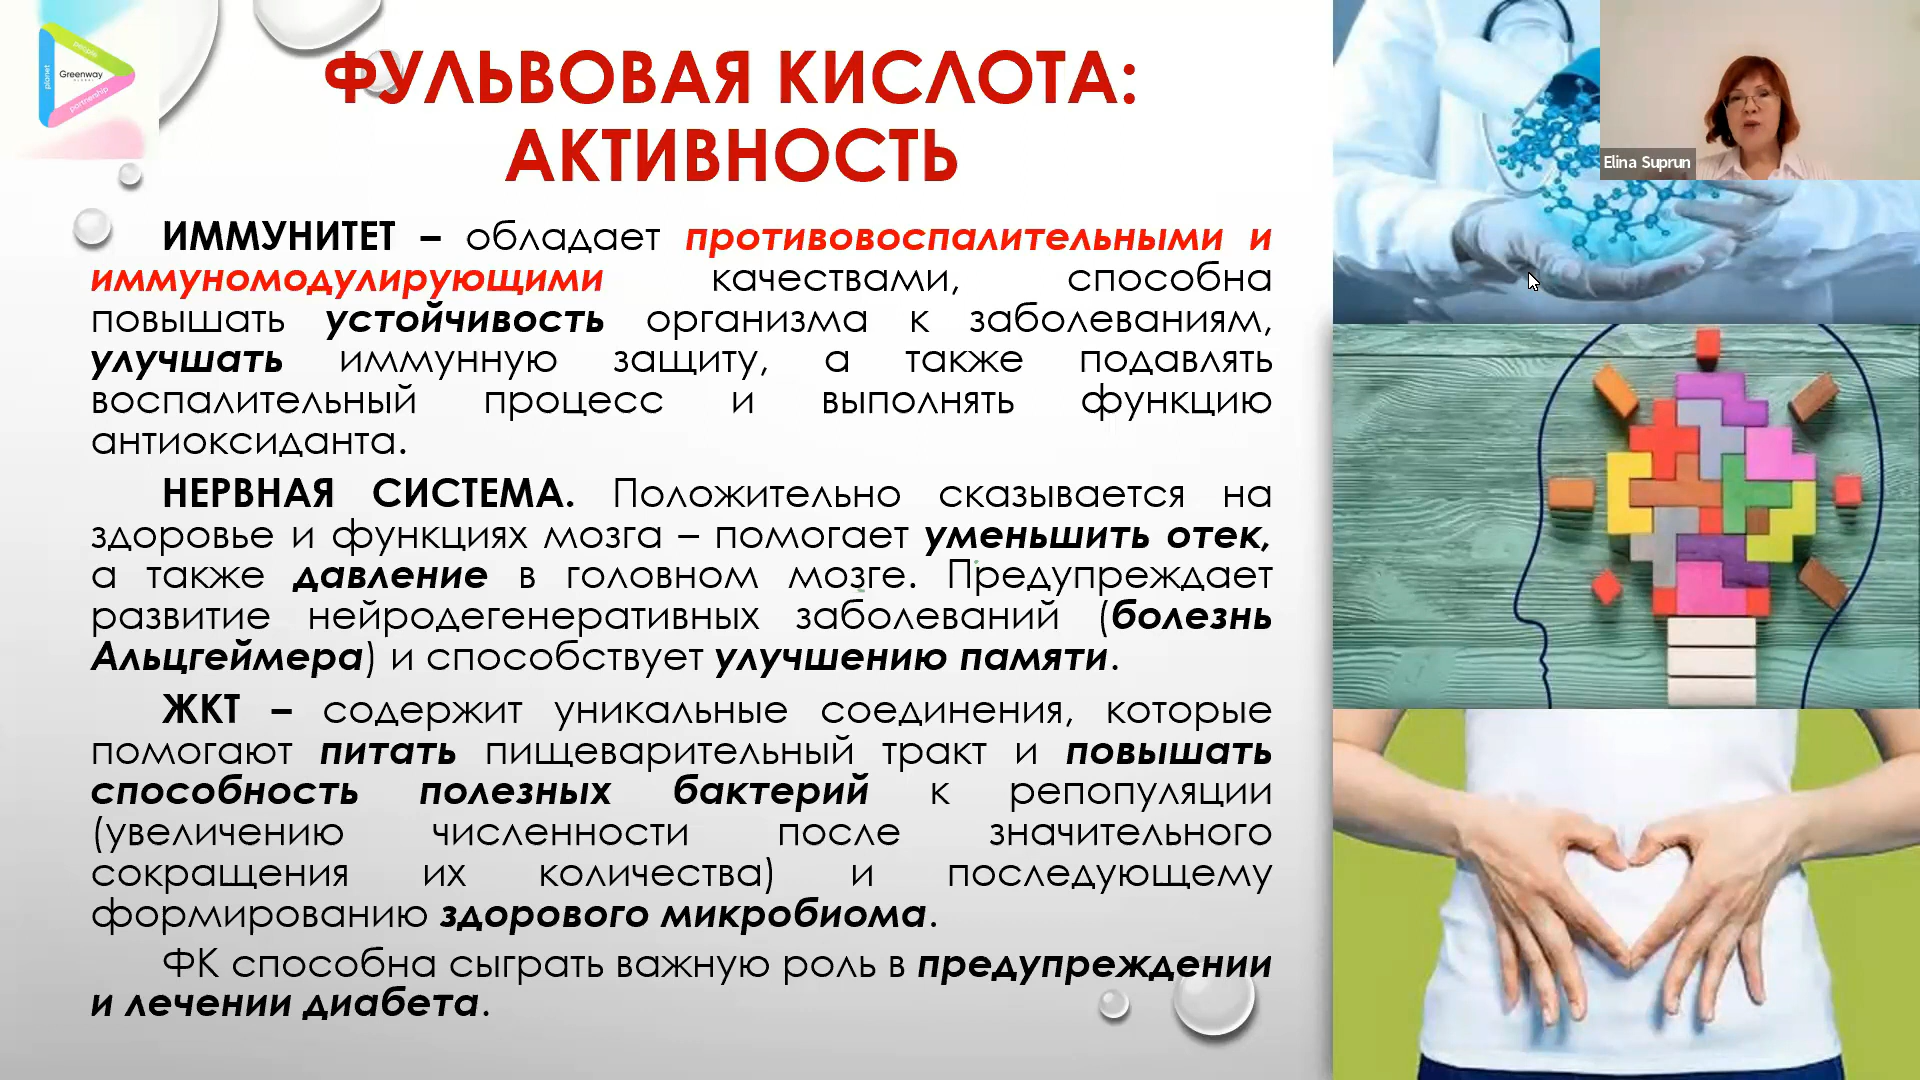 people
planet
Greenway
GLOBAL
partnership
ФУЛЬВОВАЯ КИСЛОТА:
АКТИВНОСТЬ
Elina Suprun
ИММУНИТЕТ – обладает противовоспалительными и
иммуномодулирующими качествами, способна
повышать устойчивость организма к заболеваниям,
улучшать иммунную защиту, а также подавлять
воспалительный процесс и выполнять функцию
антиоксиданта.
НЕРВНАЯ СИСТЕМА. Положительно сказывается на
здоровье и функциях мозга – помогает уменьшить отек,
а также давление в головном мозге. Предупреждает
развитие нейродегенеративных заболеваний (болезнь
Альцгеймера) и способствует улучшению памяти.
ЖКТ – содержит уникальные соединения, которые
помогают питать пищеварительный тракт и повышать
способность полезных бактерий к репопуляции
(увеличению численности после значительного
сокращения их количества) и последующему
формированию здорового микробиома.
ФК способна сыграть важную роль в предупреждении
и лечении диабета.